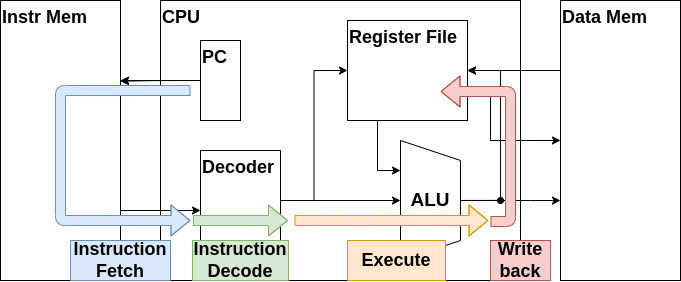 Instr Mem
CPU
Data Mem
PC
Register File
Decoder
ALU
Instruction
Fetch
Instruction
Decode
Execute
Write
back